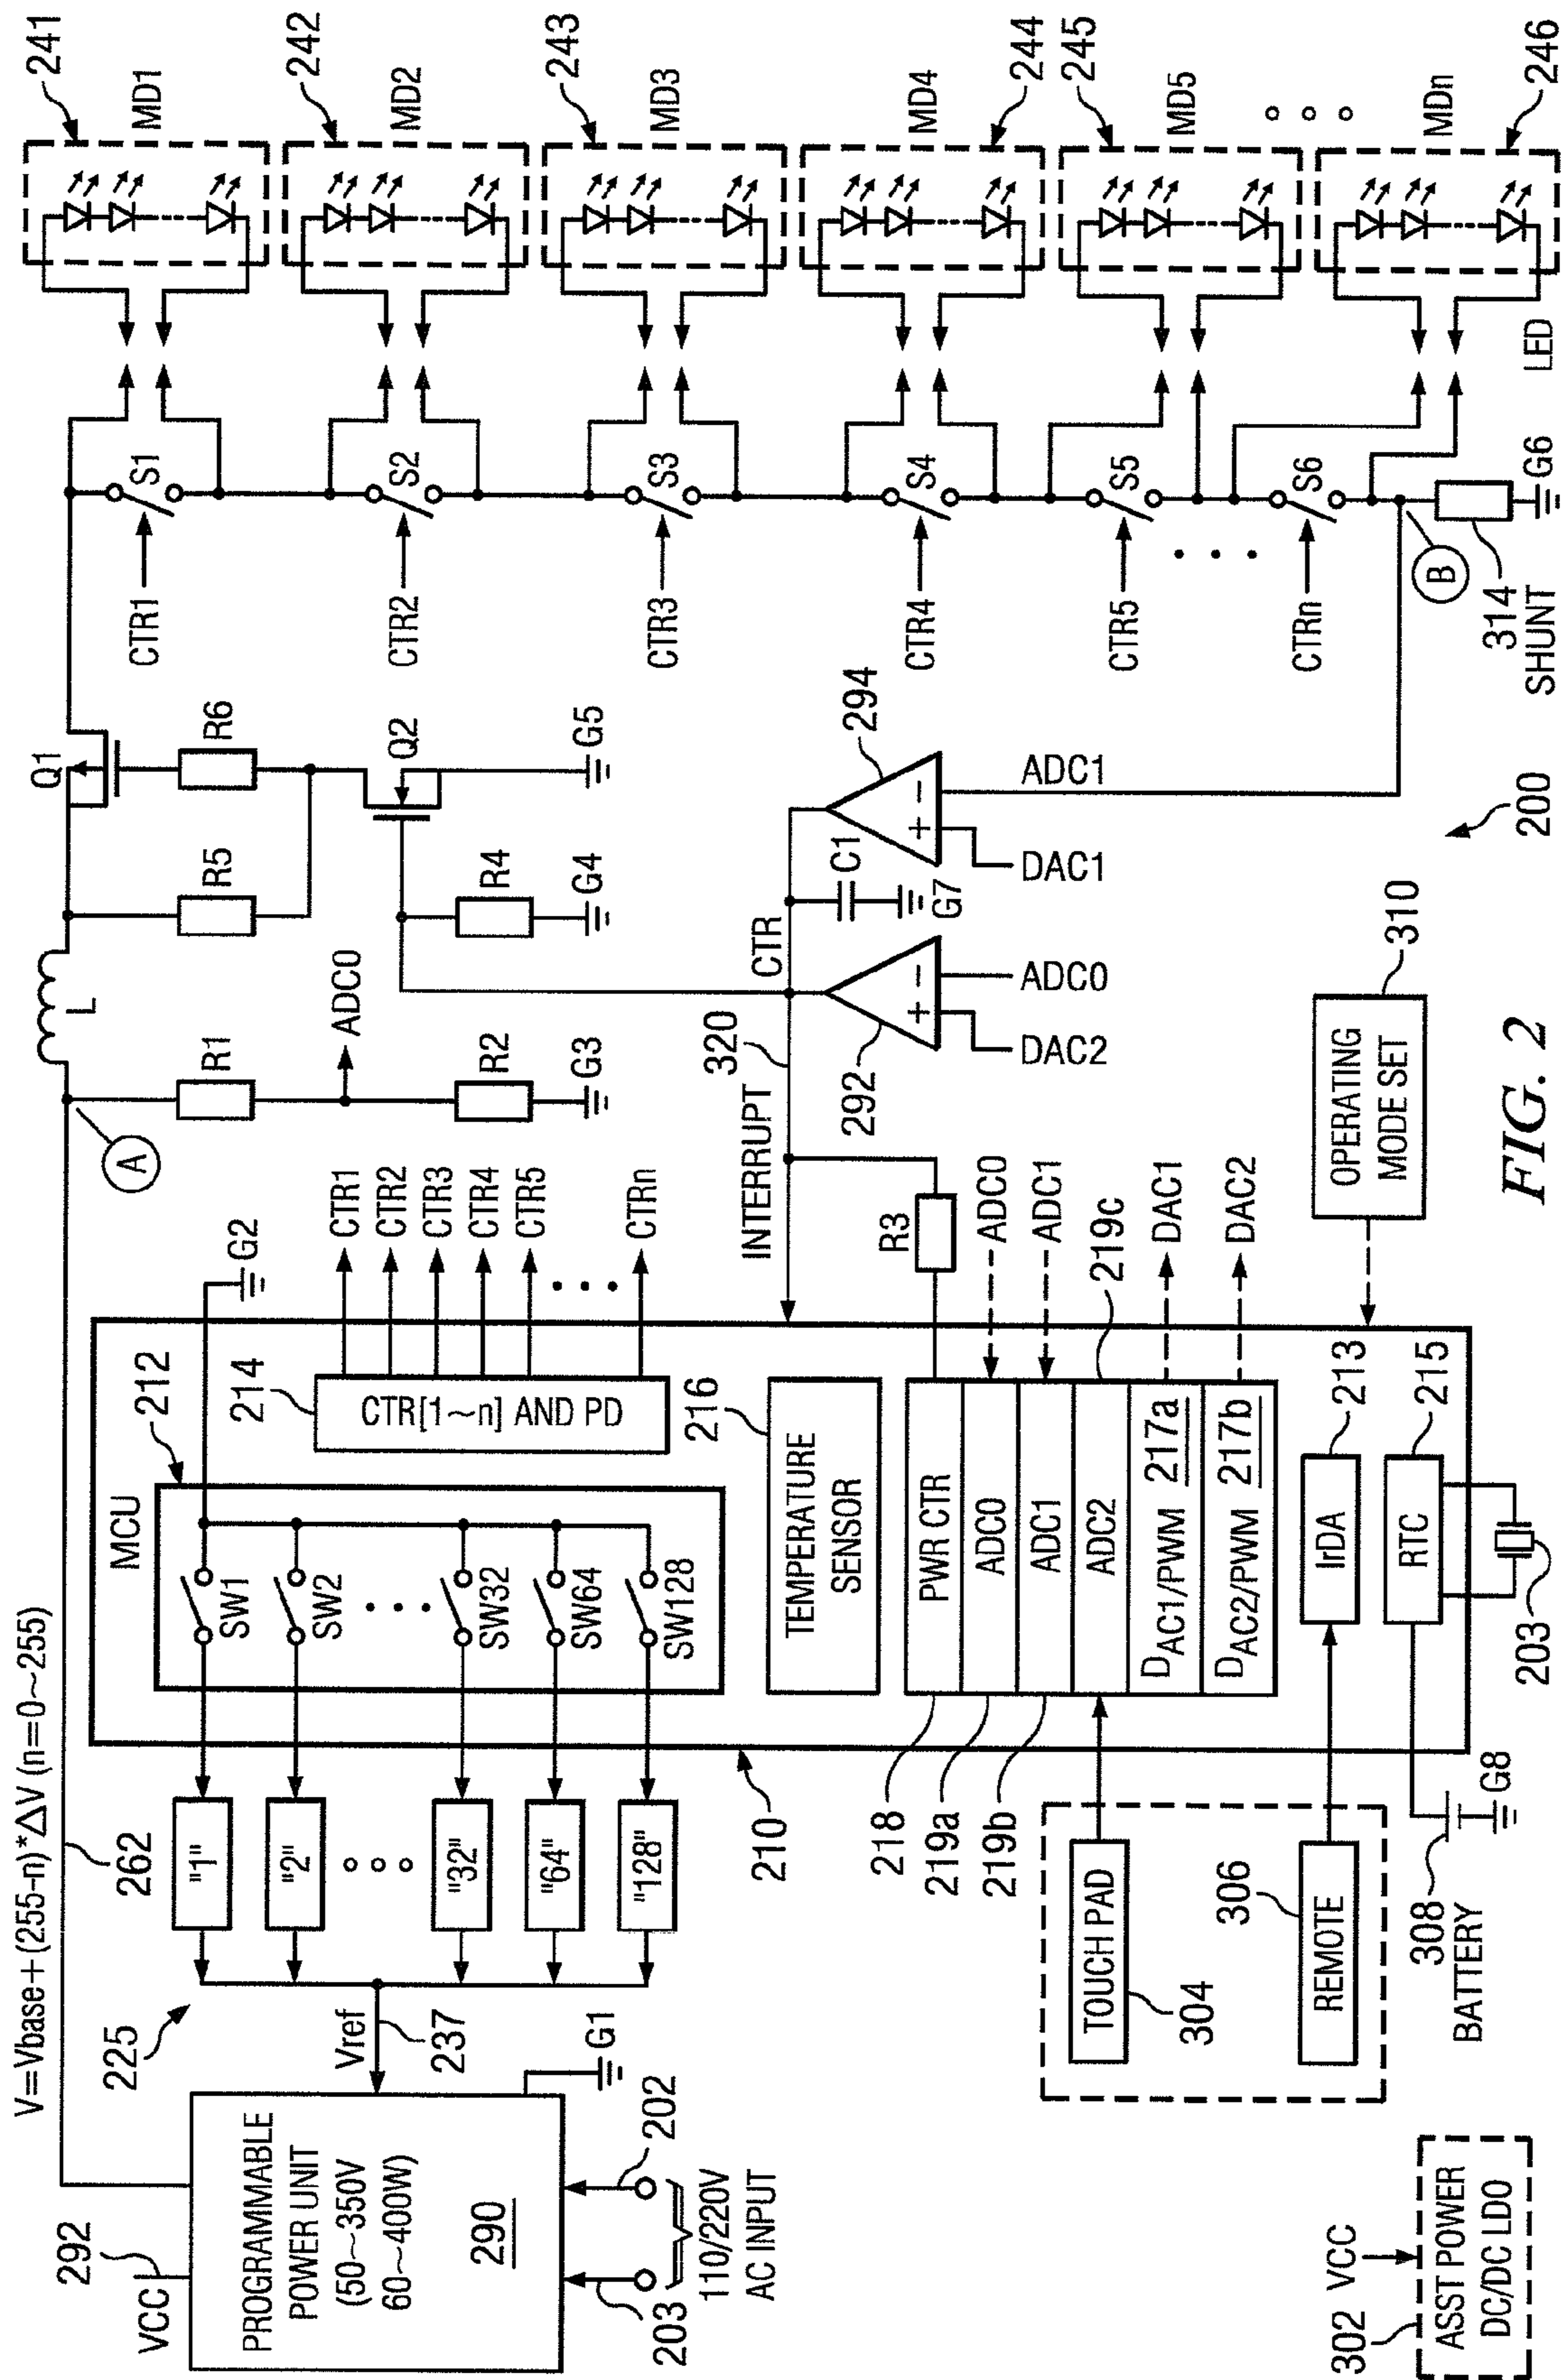 V=Vbase+(255-n)*ΔV (n=0~255)
292
VCC
PROGRAMMABLE
POWER UNIT
(50~350V
60~400W)
290
203
202
110/220V
AC INPUT
G1
Vref
237
225
262
"1"
"2"
"32"
"64"
"128"
210
MCU
212
SW1
SW2
SW32
SW64
SW128
G2
214
CTR[1~n] AND PD
CTR1
CTR2
CTR3
CTR4
CTR5
CTRn
216
TEMPERATURE
SENSOR
218
219a
219b
219c
PWR CTR
ADC0
ADC1
ADC2
DAC1/PWM 217a
DAC2/PWM 217b
R3
ADC0
ADC1
DAC1
DAC2
IrDA
213
RTC
215
203
TOUCH PAD
304
REMOTE
306
308
BATTERY
G8
302
VCC
ASST POWER
DC/DC LDO
OPERATING
MODE SET
310
A
L
R1
ADC0
R2
G3
R5
R6
Q1
Q2
R4
G4
G5
INTERRUPT
320
CTR
292
DAC2
ADC0
C1
G7
294
DAC1
ADC1
CTR1
CTR2
CTR3
CTR4
CTR5
CTRn
S1
S2
S3
S4
S5
S6
B
314
SHUNT
G6
241
MD1
242
MD2
243
MD3
MD4
244
245
MD5
MDn
246
LED
200
FIG. 2